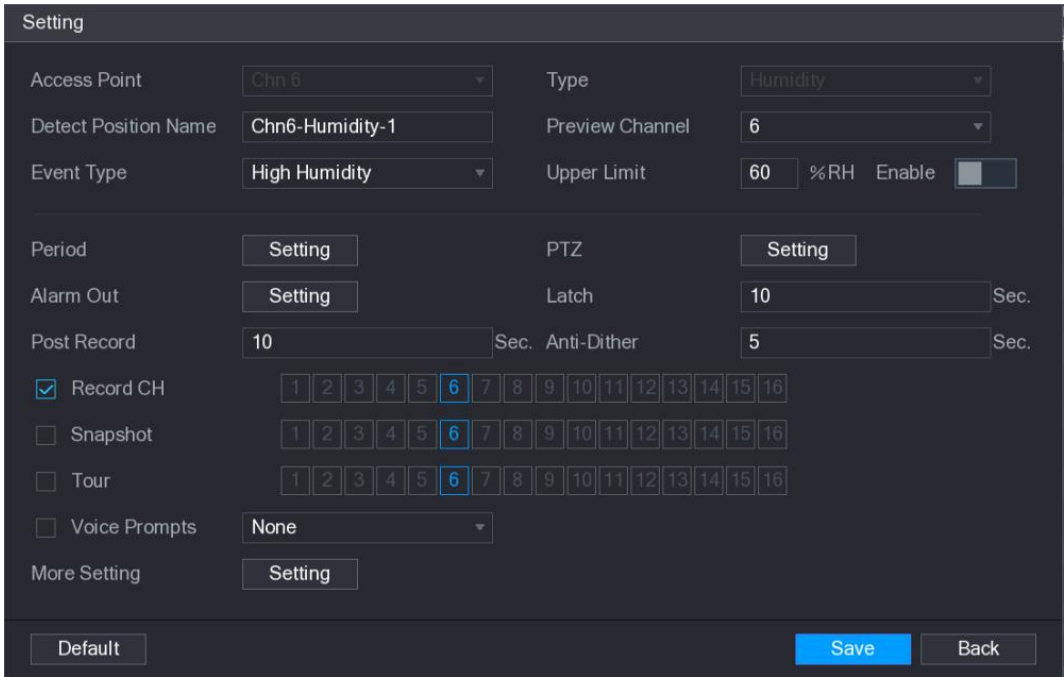 Setting
Access Point Chn 6 Type Humidity
Detect Position Name Chn6-Humidity-1 Preview Channel 6
Event Type High Humidity Upper Limit 60 %RH Enable
Period Setting PTZ Setting
Alarm Out Setting Latch 10 Sec.
Post Record 10 Sec. Anti-Dither 5 Sec.
Record CH 1 2 3 4 5 6 7 8 9 10 11 12 13 14 15 16
Snapshot 1 2 3 4 5 6 7 8 9 10 11 12 13 14 15 16
Tour 1 2 3 4 5 6 7 8 9 10 11 12 13 14 15 16
Voice Prompts None
More Setting Setting
Default Save Back